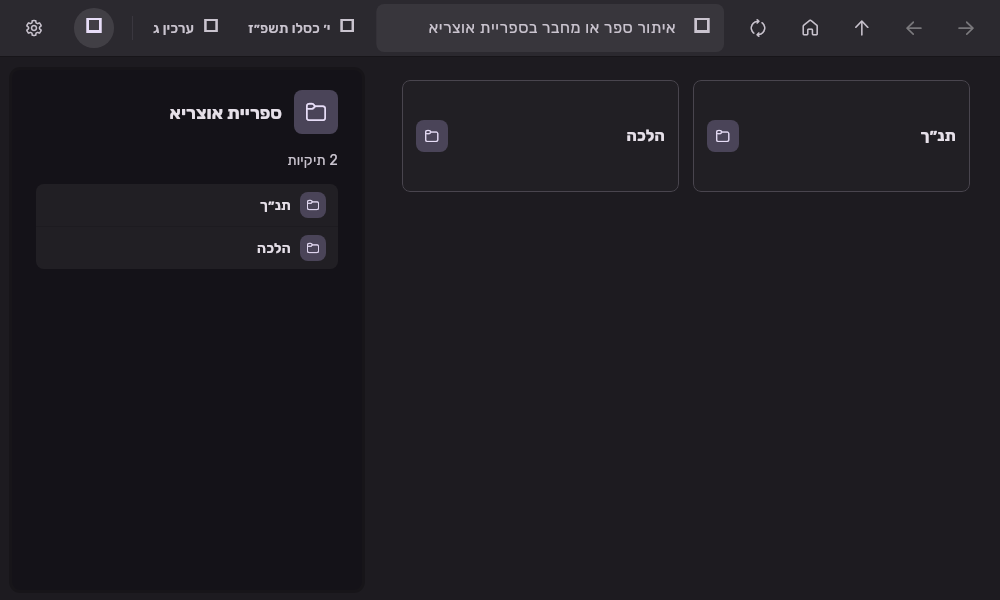 איתור ספר או מחבר בספריית אוצריא
י׳ כסלו תשפ״ז
ערכין ג
תנ״ך
הלכה
ספריית אוצריא
2 תיקיות
תנ״ך
הלכה